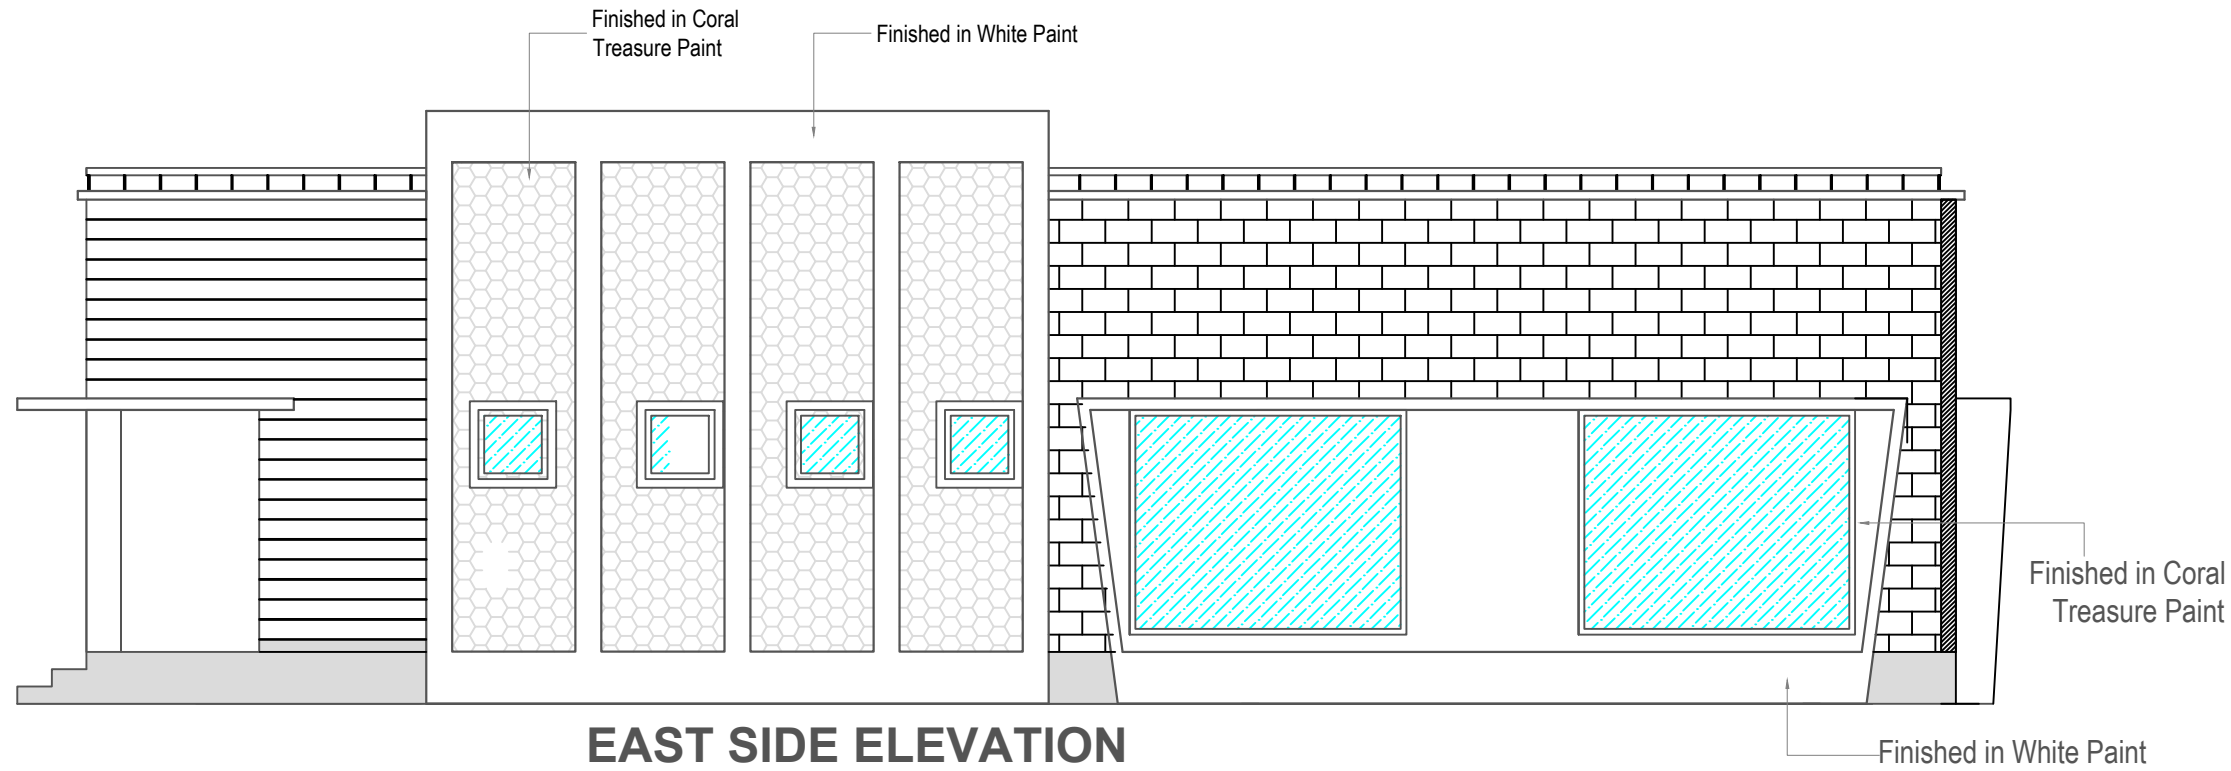 Finished in Coral
Treasure Paint
Finished in White Paint
Finished in Coral
Treasure Paint
EAST SIDE ELEVATION
Finished in White Paint